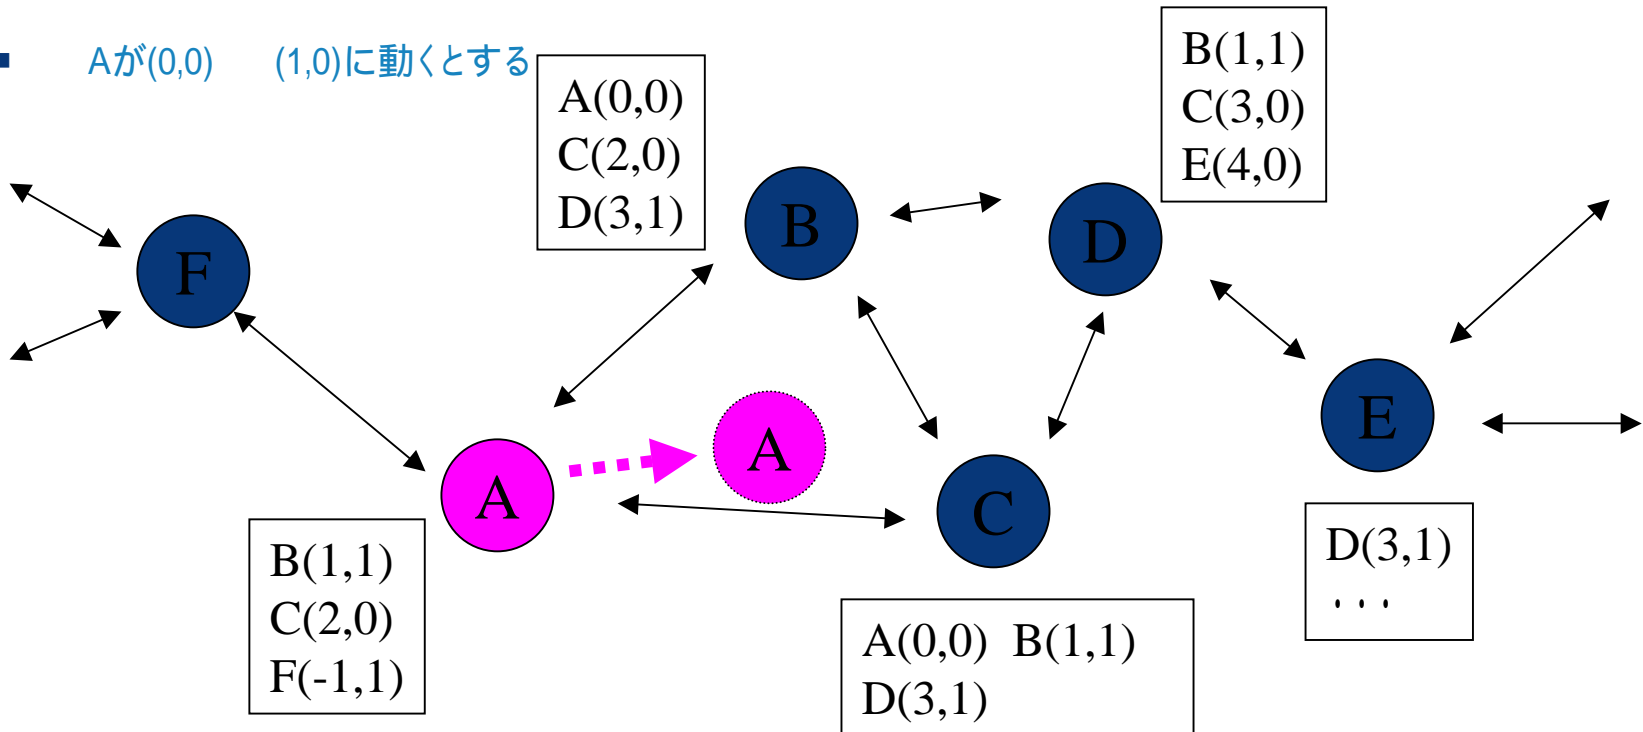 Aが(0,0) (1,0)に動くとする
A(0,0)
C(2,0)
D(3,1)
B(1,1)
C(3,0)
E(4,0)
B
D
F
E
A
A
C
B(1,1)
C(2,0)
F(-1,1)
D(3,1)
・・・
A(0,0) B(1,1)
D(3,1)